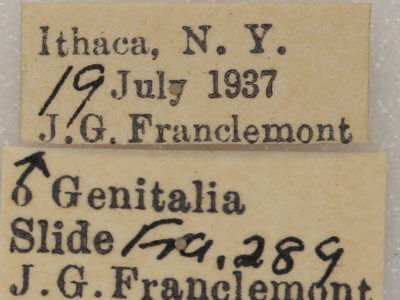 Ithaca, N. Y.
19 July 1937
J.G. Franclemont
♂ Genitalia
Slide Fra. 289
J.G. Franclemont